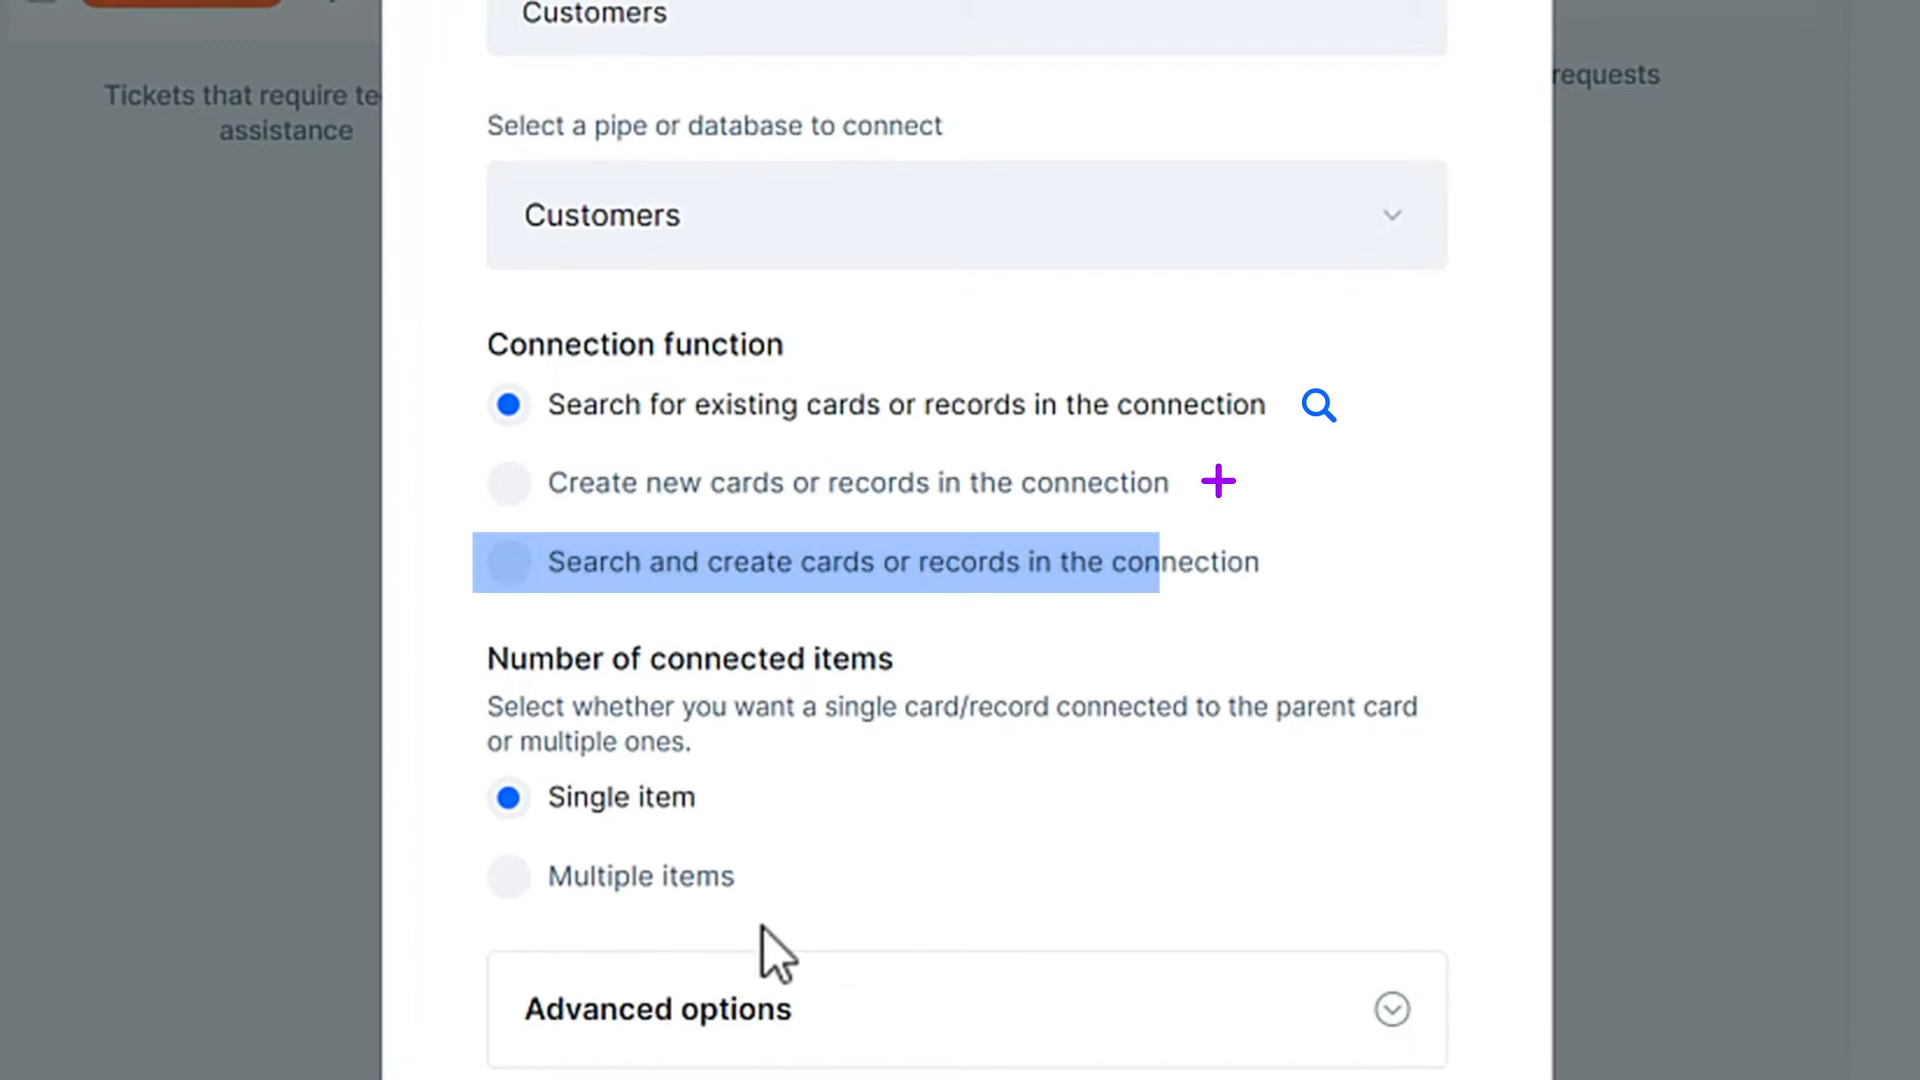 Customers
Tickets that require te
assistance
requests
Select a pipe or database to connect
Customers
Connection function
Search for existing cards or records in the connection
Create new cards or records in the connection
Search and create cards or records in the connection
Number of connected items
Select whether you want a single card/record connected to the parent card
or multiple ones.
Single item
Multiple items
Advanced options